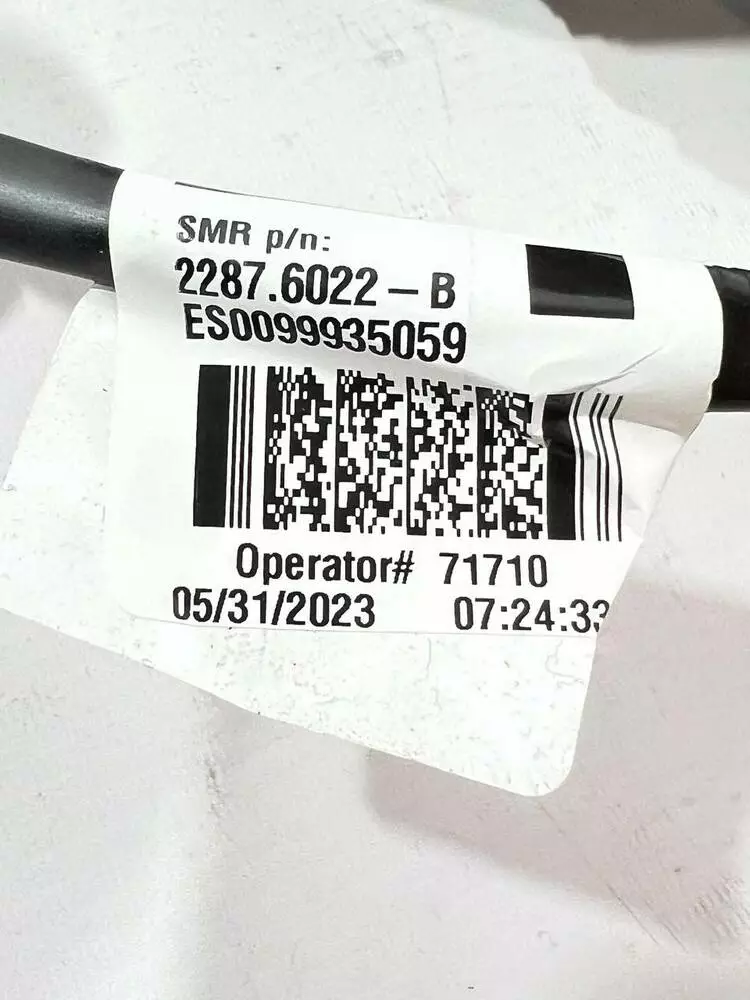 SMR p/n:
2287.6022-B
ES0099935059
Operator# 71710
05/31/2023 07:24:33